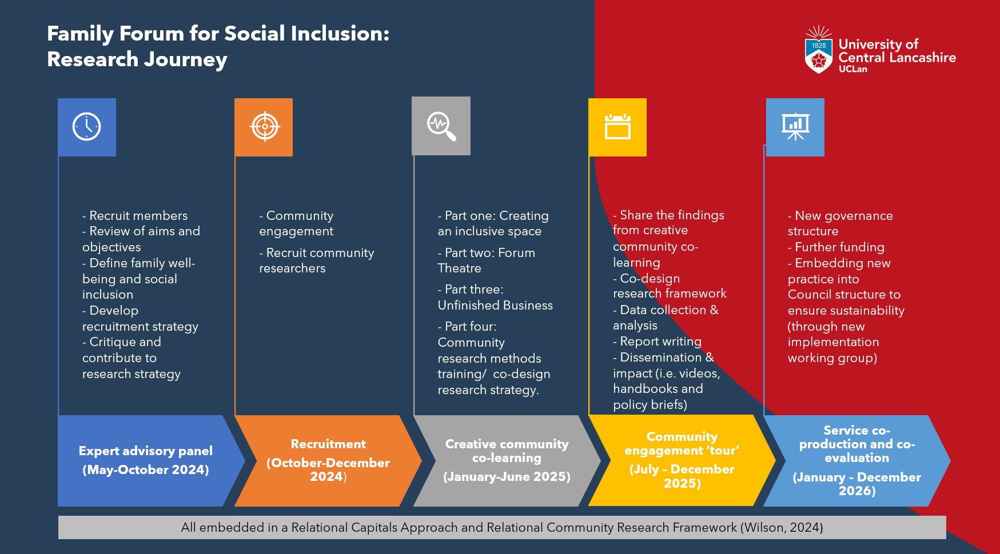 Family Forum for Social Inclusion:
Research Journey
1828
University of
Central Lancashire
UCLan
- Recruit members
- Review of aims and
objectives
- Define family well-
being and social
inclusion
- Develop
recruitment strategy
- Critique and
contribute to
research strategy
- Community
engagement
- Recruit community
researchers
- Part one: Creating
an inclusive space
- Part two: Forum
Theatre
- Part three:
Unfinished Business
- Part four:
Community
research methods
training/  co-design
research strategy.
- Share the findings
from creative
community co-
learning
- Co-design
research framework
- Data collection &
analysis
- Report writing
- Dissemination &
impact (i.e. videos,
handbooks and
policy briefs)
- New governance
structure
- Further funding
- Embedding new
practice into
Council structure to
ensure sustainability
(through new
implementation
working group)
Expert advisory panel
(May-October 2024)
Recruitment
(October-December
2024)
Creative community
co-learning
(January-June 2025)
Community
engagement ‘tour’
(July – December
2025)
Service co-
production and co-
evaluation
(January – December
2026)
All embedded in a Relational Capitals Approach and Relational Community Research Framework (Wilson, 2024)